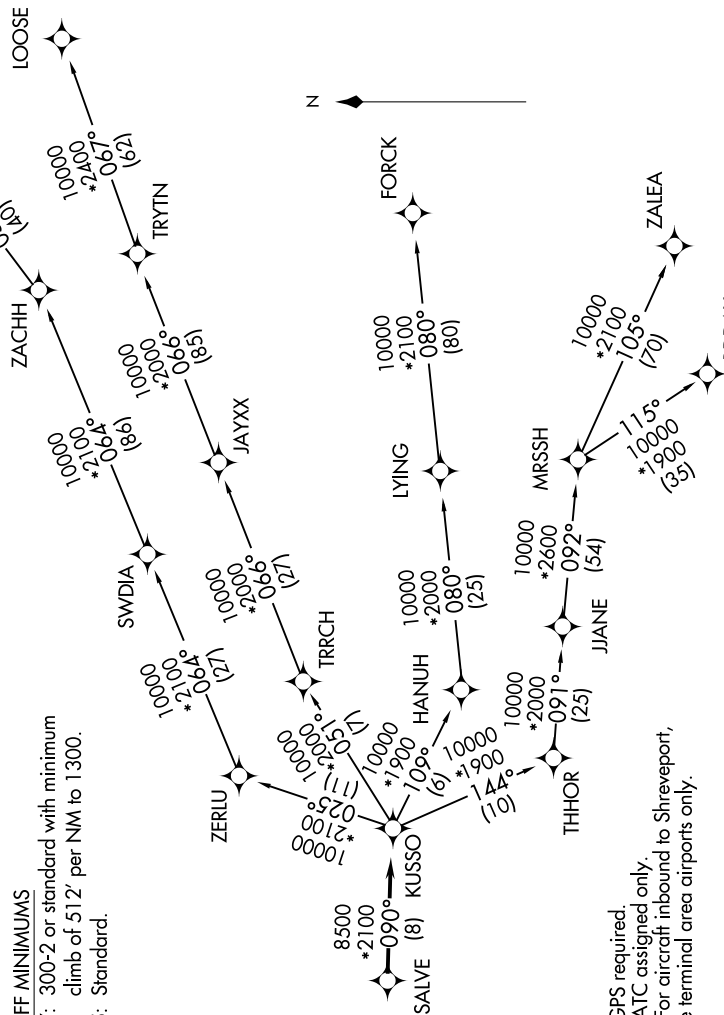 LOOSE
10000
*2400
067°
(62)
N
(40)
ZACHH
TRYTN
FORCK
ZALEA
10000
*2100
064°
(86)
10000
*2000
066°
(85)
10000
*2100
080°
(80)
10000
*2100
105°
(70)
JAYXX
LYING
MRSSH
115°
10000
*1900
(35)
SWDIA
10000
*2000
066°
(27)
10000
*2000
080°
(25)
10000
*2600
092°
(54)
10000
*2100
064°
(27)
TRRCH
HANUH
JJANE
10000
*2000
091°
(25)
ZERLU
10000
*2100
025°
(11)
10000
*2000
051°
(7)
10000
*1900
109°
(6)
10000
*1900
144°
(10)
THHOR
KUSSO
8500
*2100
090°
(8)
SALVE
FF MINIMUMS
: 300-2 or standard with minimum
climb of 512' per NM to 1300.
: Standard.
GPS required.
ATC assigned only.
For aircraft inbound to Shreveport,
e terminal area airports only.